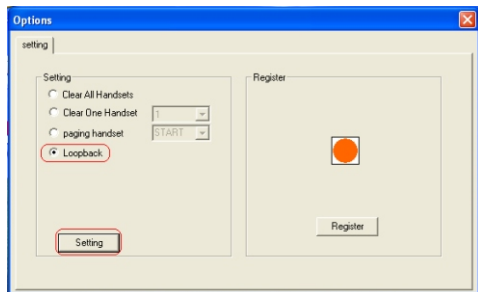 Options
setting
Setting
Clear All Handsets
Clear One Handset 1
paging handset START
Loopback
Setting
Register
Register